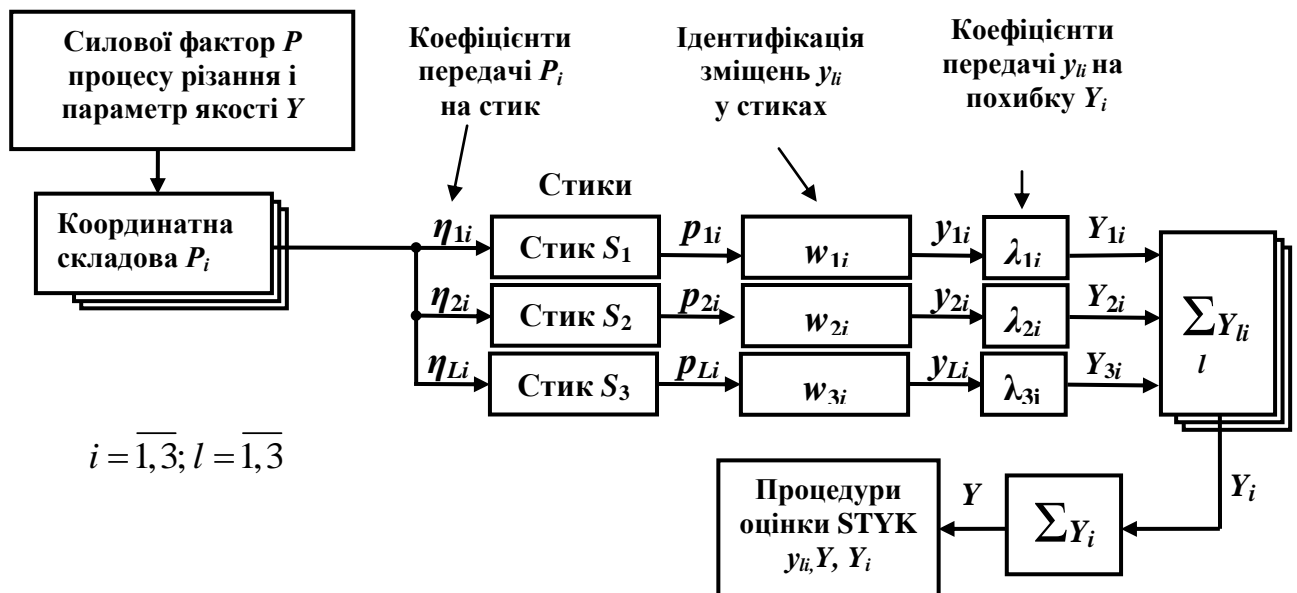 Силової фактор P
процесу різання і
параметр якості Y
Коефіцієнти
передачі Pi
на стик
Ідентифікація
зміщень yli
у стиках
Коефіцієнти
передачі yli на
похибку Yi
Стики
Координатна
складова Pi
η1i Стик S1 p1i w1i y1i λ1i Y1i
η2i Стик S2 p2i w2i y2i λ2i Y2i
ηLi Стик S3 pLi w3i yLi λ3i Y3i
∑Yli
l
i = 1,3; l = 1,3
Процедури
оцінки STYK
yli,Y, Yi
Y
∑Yi
Yi